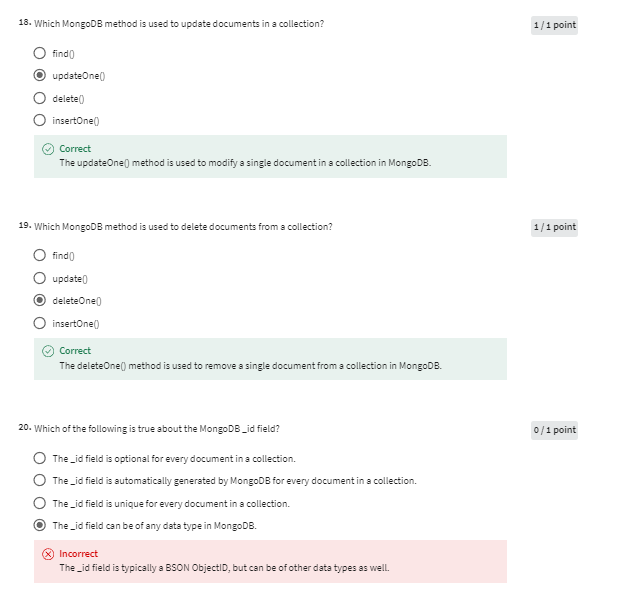 18. Which MongoDB method is used to update documents in a collection?
1 / 1 point
find()
updateOne()
delete()
insertOne()
Correct
The updateOne() method is used to modify a single document in a collection in MongoDB.
19. Which MongoDB method is used to delete documents from a collection?
1 / 1 point
find()
update()
deleteOne()
insertOne()
Correct
The deleteOne() method is used to remove a single document from a collection in MongoDB.
20. Which of the following is true about the MongoDB _id field?
0 / 1 point
The _id field is optional for every document in a collection.
The _id field is automatically generated by MongoDB for every document in a collection.
The _id field is unique for every document in a collection.
The _id field can be of any data type in MongoDB.
Incorrect
The _id field is typically a BSON ObjectID, but can be of other data types as well.